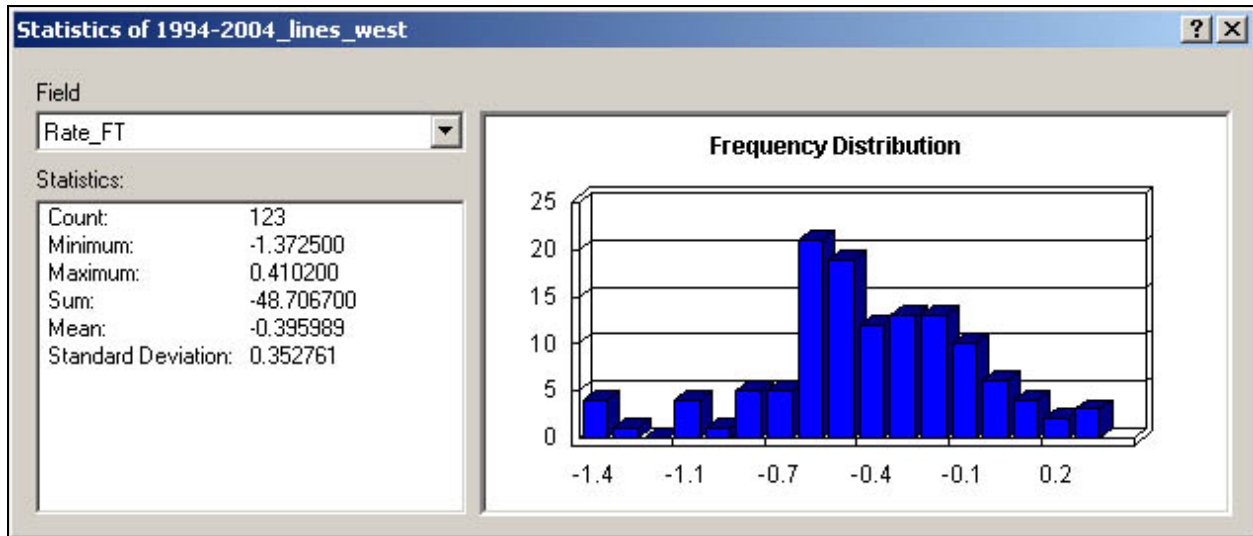 Statistics of 1994-2004_lines_west
Field
Rate_FT
Statistics:
Count: 123
Minimum: -1.372500
Maximum: 0.410200
Sum: -48.706700
Mean: -0.395989
Standard Deviation: 0.352761
Frequency Distribution
25
20
15
10
5
0
-1.4 -1.1 -0.7 -0.4 -0.1 0.2